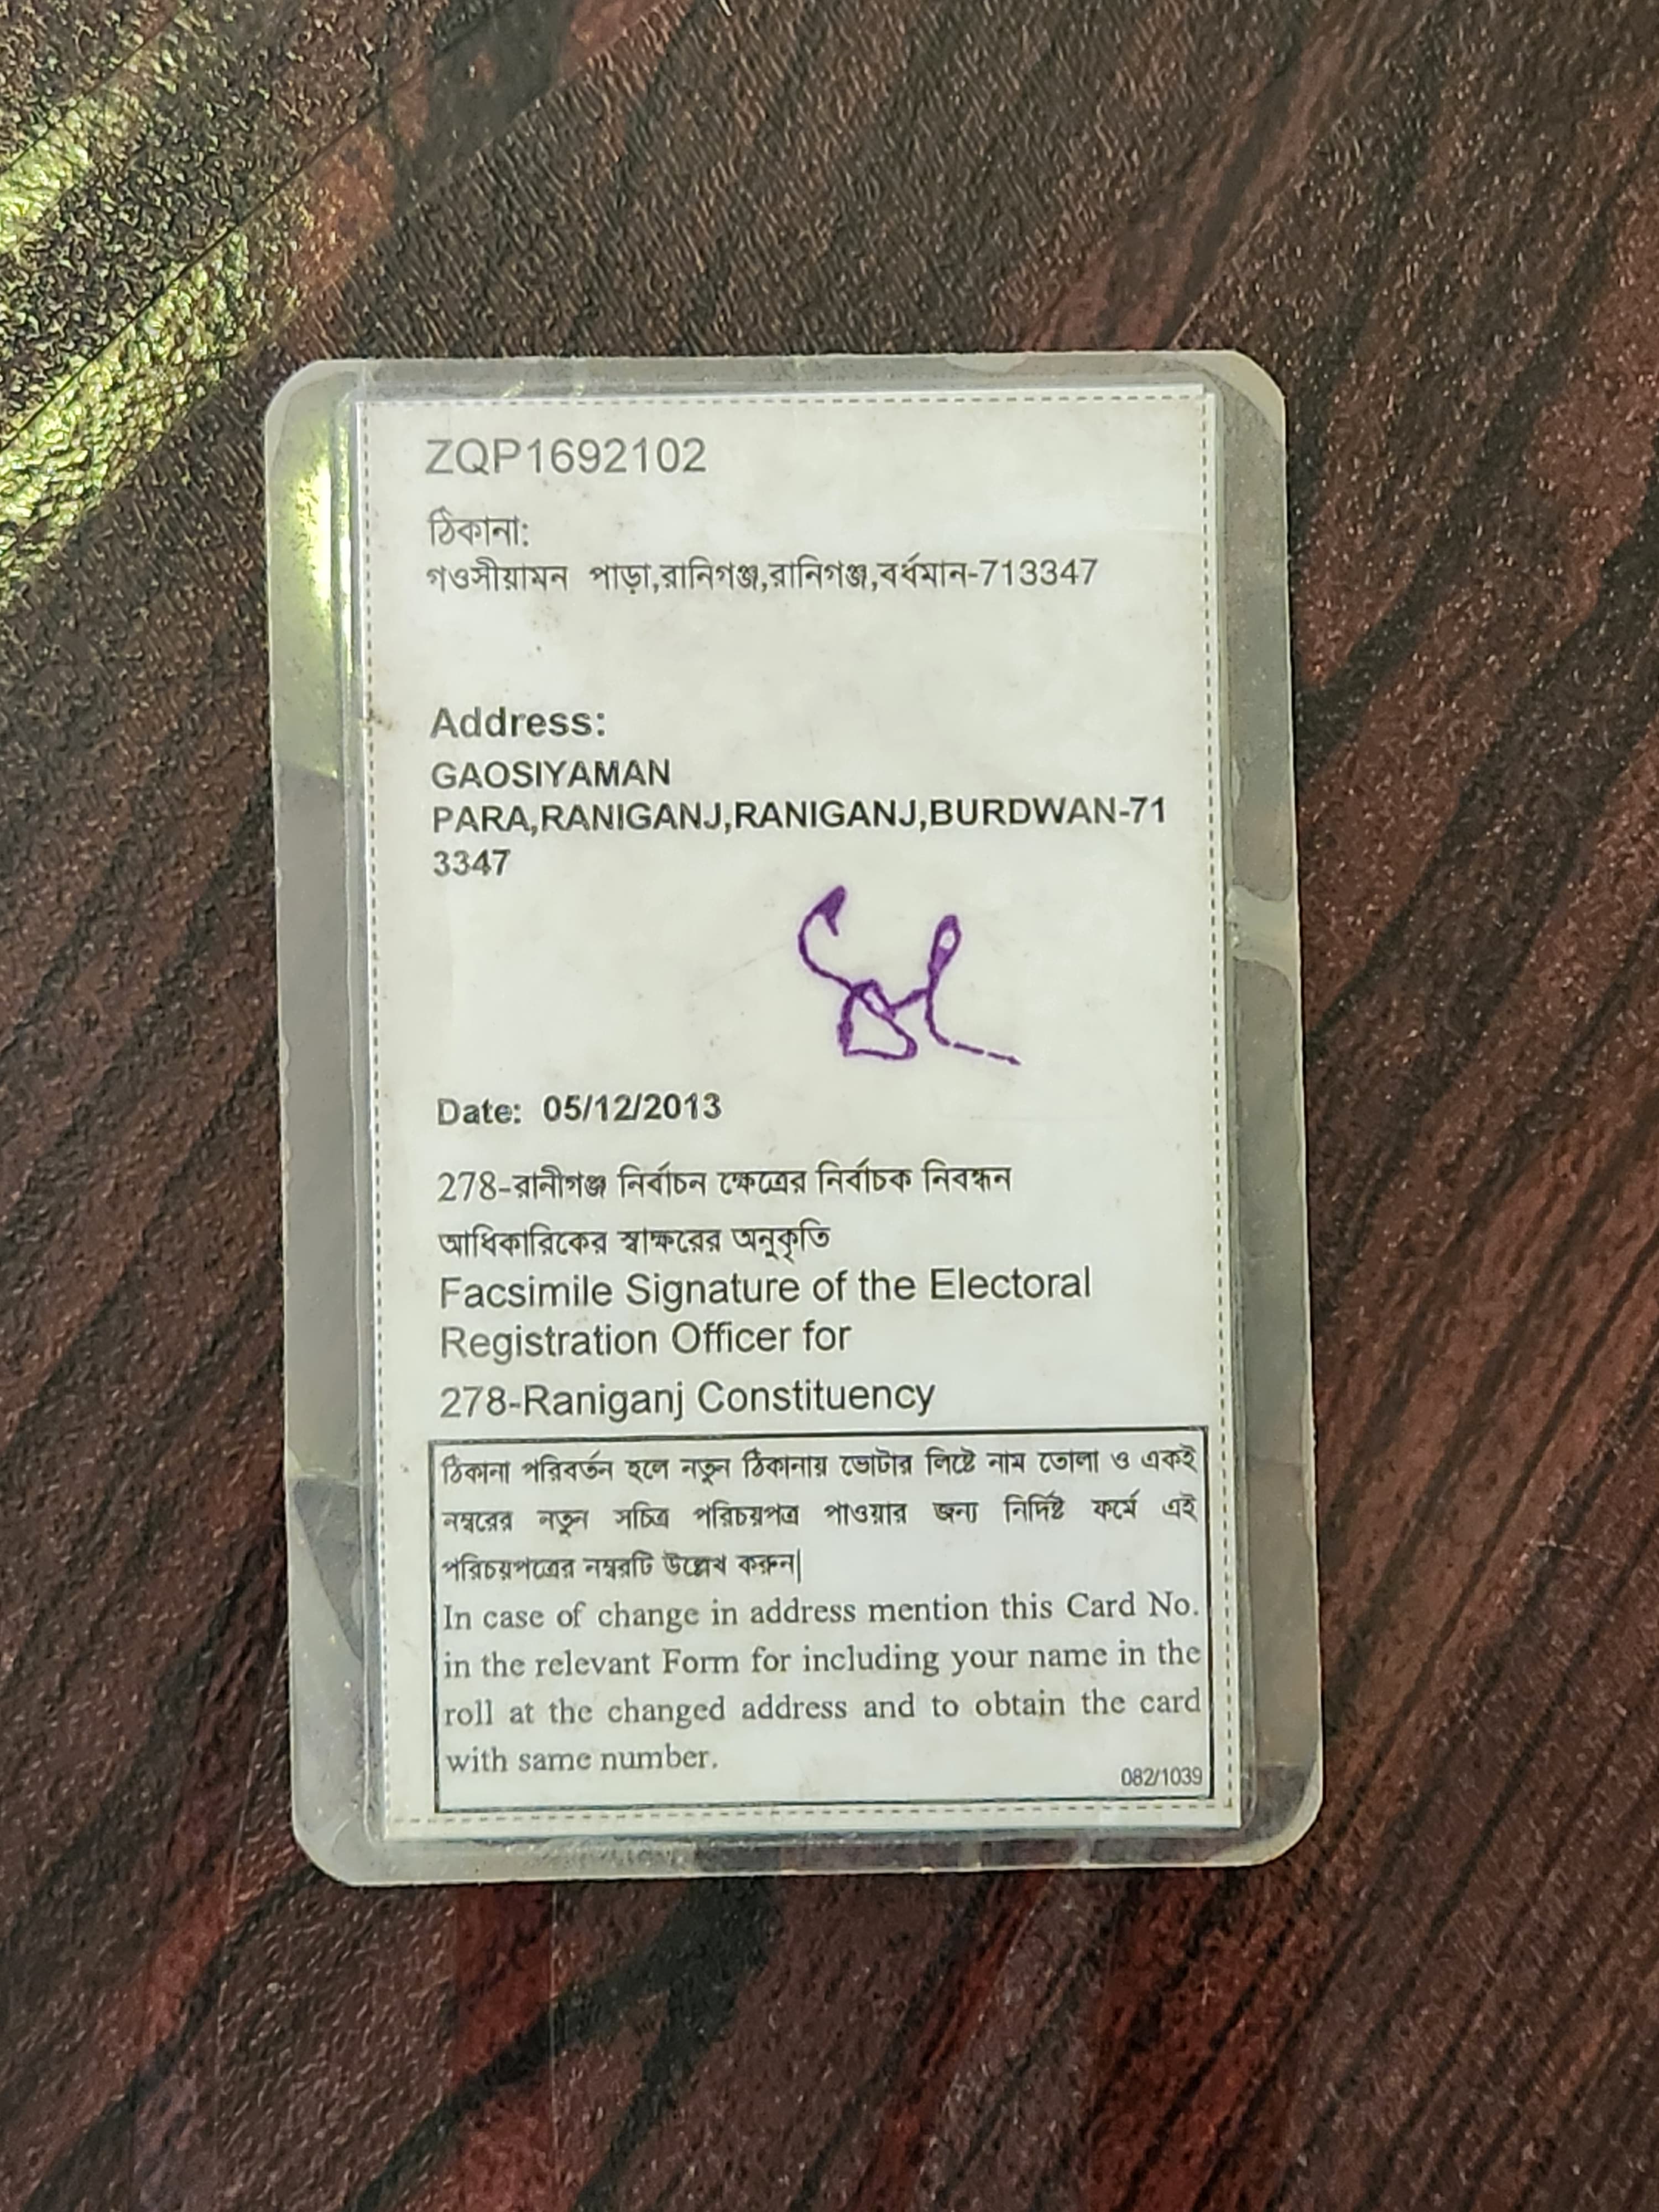 ZQP1692102
ঠিকানা:
গওসীয়ামন পাড়া,রানিগঞ্জ,রানিগঞ্জ,বর্ধমান-713347
Address:
GAOSIYAMAN
PARA,RANIGANJ,RANIGANJ,BURDWAN-71
3347
Date: 05/12/2013
278-রানীগঞ্জ নির্বাচন ক্ষেত্রের নির্বাচক নিবন্ধন
আধিকারিকের স্বাক্ষরের অনুকৃতি
Facsimile Signature of the Electoral
Registration Officer for
278-Raniganj Constituency
ঠিকানা পরিবর্তন হলে নতুন ঠিকানায় ভোটার লিষ্টে নাম তোলা ও একই
নম্বরের নতুন সচিত্র পরিচয়পত্র পাওয়ার জন্য নির্দিষ্ট ফর্মে এই
পরিচয়পত্রের নম্বরটি উল্লেখ করুন|
In case of change in address mention this Card No.
in the relevant Form for including your name in the
roll at the changed address and to obtain the card
with same number.
082/1039